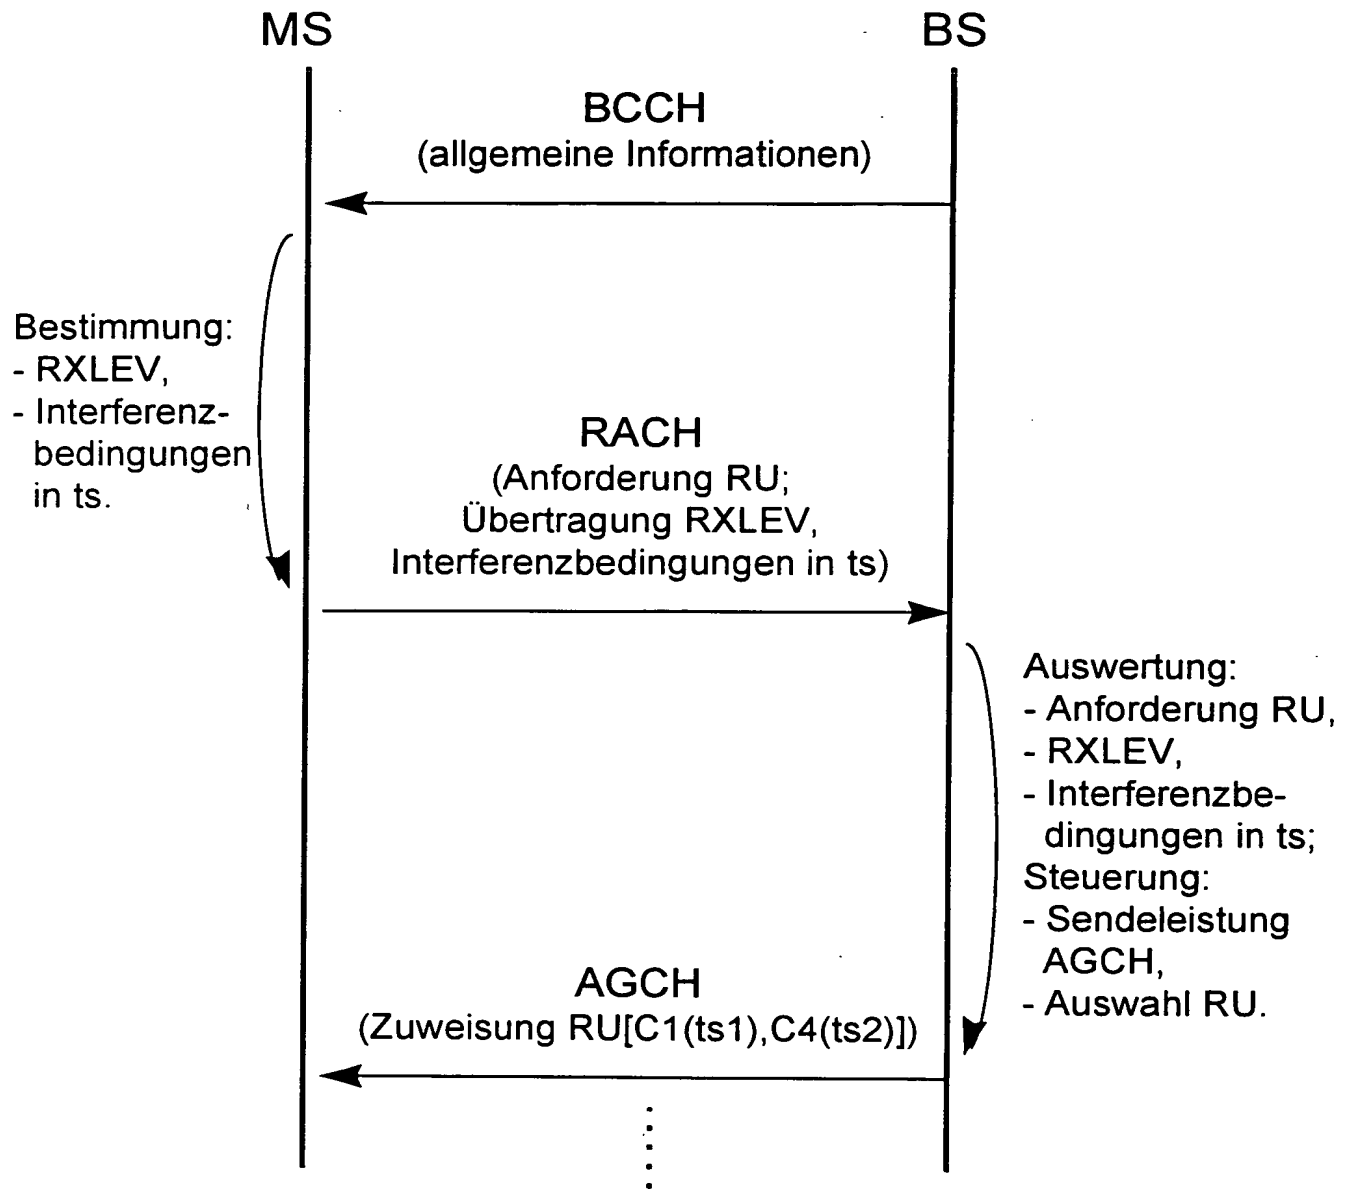 MS
BS
BCCH
(allgemeine Informationen)
Bestimmung:
- RXLEV,
- Interferenz-
bedingungen
in ts.
RACH
(Anforderung RU;
Übertragung RXLEV,
Interferenzbedingungen in ts)
Auswertung:
- Anforderung RU,
- RXLEV,
- Interferenzbe-
dingungen in ts;
Steuerung:
- Sendeleistung
AGCH,
- Auswahl RU.
AGCH
(Zuweisung RU[C1(ts1),C4(ts2)])